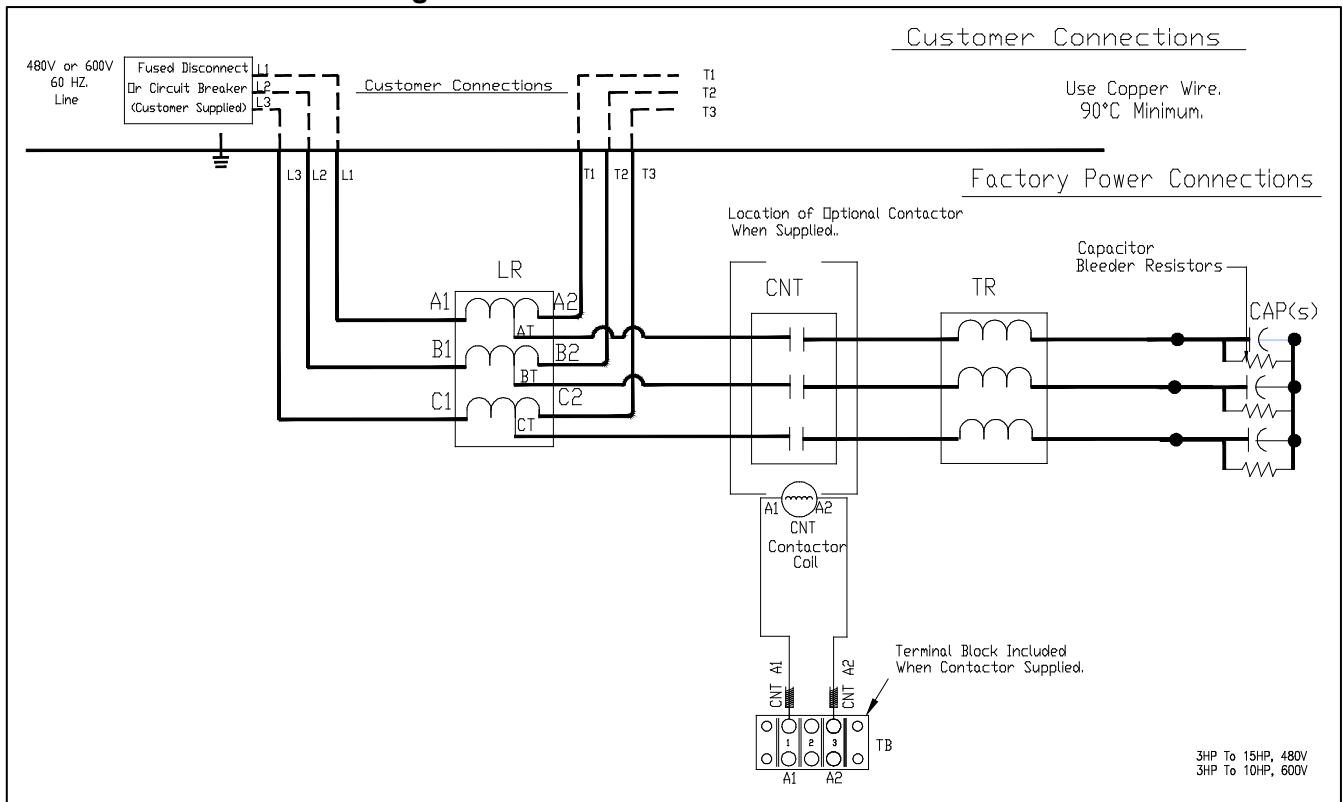 Customer Connections
480V or 600V
60 HZ.
Line
Fused Disconnect
Or Circuit Breaker
(Customer Supplied)
L1
L2
L3
Customer Connections
T1
T2
T3
Use Copper Wire.
90°C Minimum.
L3 L2 L1
T1 T2 T3
Factory Power Connections
Location of Optional Contactor
When Supplied..
Capacitor
Bleeder Resistors
LR
CNT
TR
CAP(s)
A1 A2
AT
B1 B2
BT
C1 C2
CT
A1 A2
CNT
Contactor
Coil
CNT A1
CNT A2
Terminal Block Included
When Contactor Supplied.
1 2 3
TB
A1 A2
3HP To 15HP, 480V
3HP To 10HP, 600V